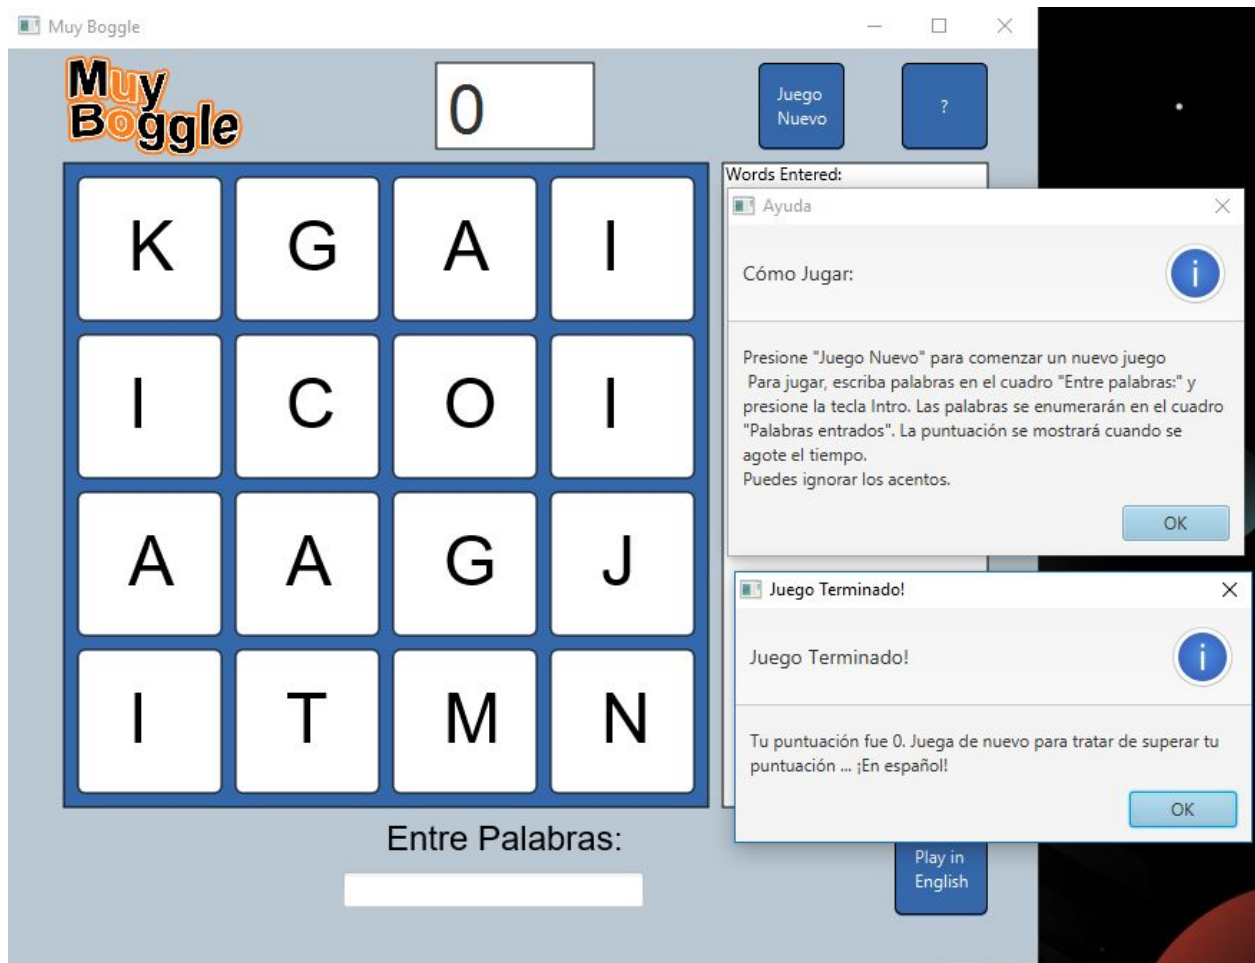 Muy Boggle
Muy
Boggle
0
Juego
Nuevo
?
Words Entered:
K G A I
I C O I
A A G J
I T M N
Ayuda
Cómo Jugar:
Presione "Juego Nuevo" para comenzar un nuevo juego
Para jugar, escriba palabras en el cuadro "Entre palabras:" y
presione la tecla Intro. Las palabras se enumerarán en el cuadro
"Palabras entrados". La puntuación se mostrará cuando se
agote el tiempo.
Puedes ignorar los acentos.
OK
Juego Terminado!
Juego Terminado!
Tu puntuación fue 0. Juega de nuevo para tratar de superar tu
puntuación ... ¡En español!
OK
Entre Palabras:
Play in
English